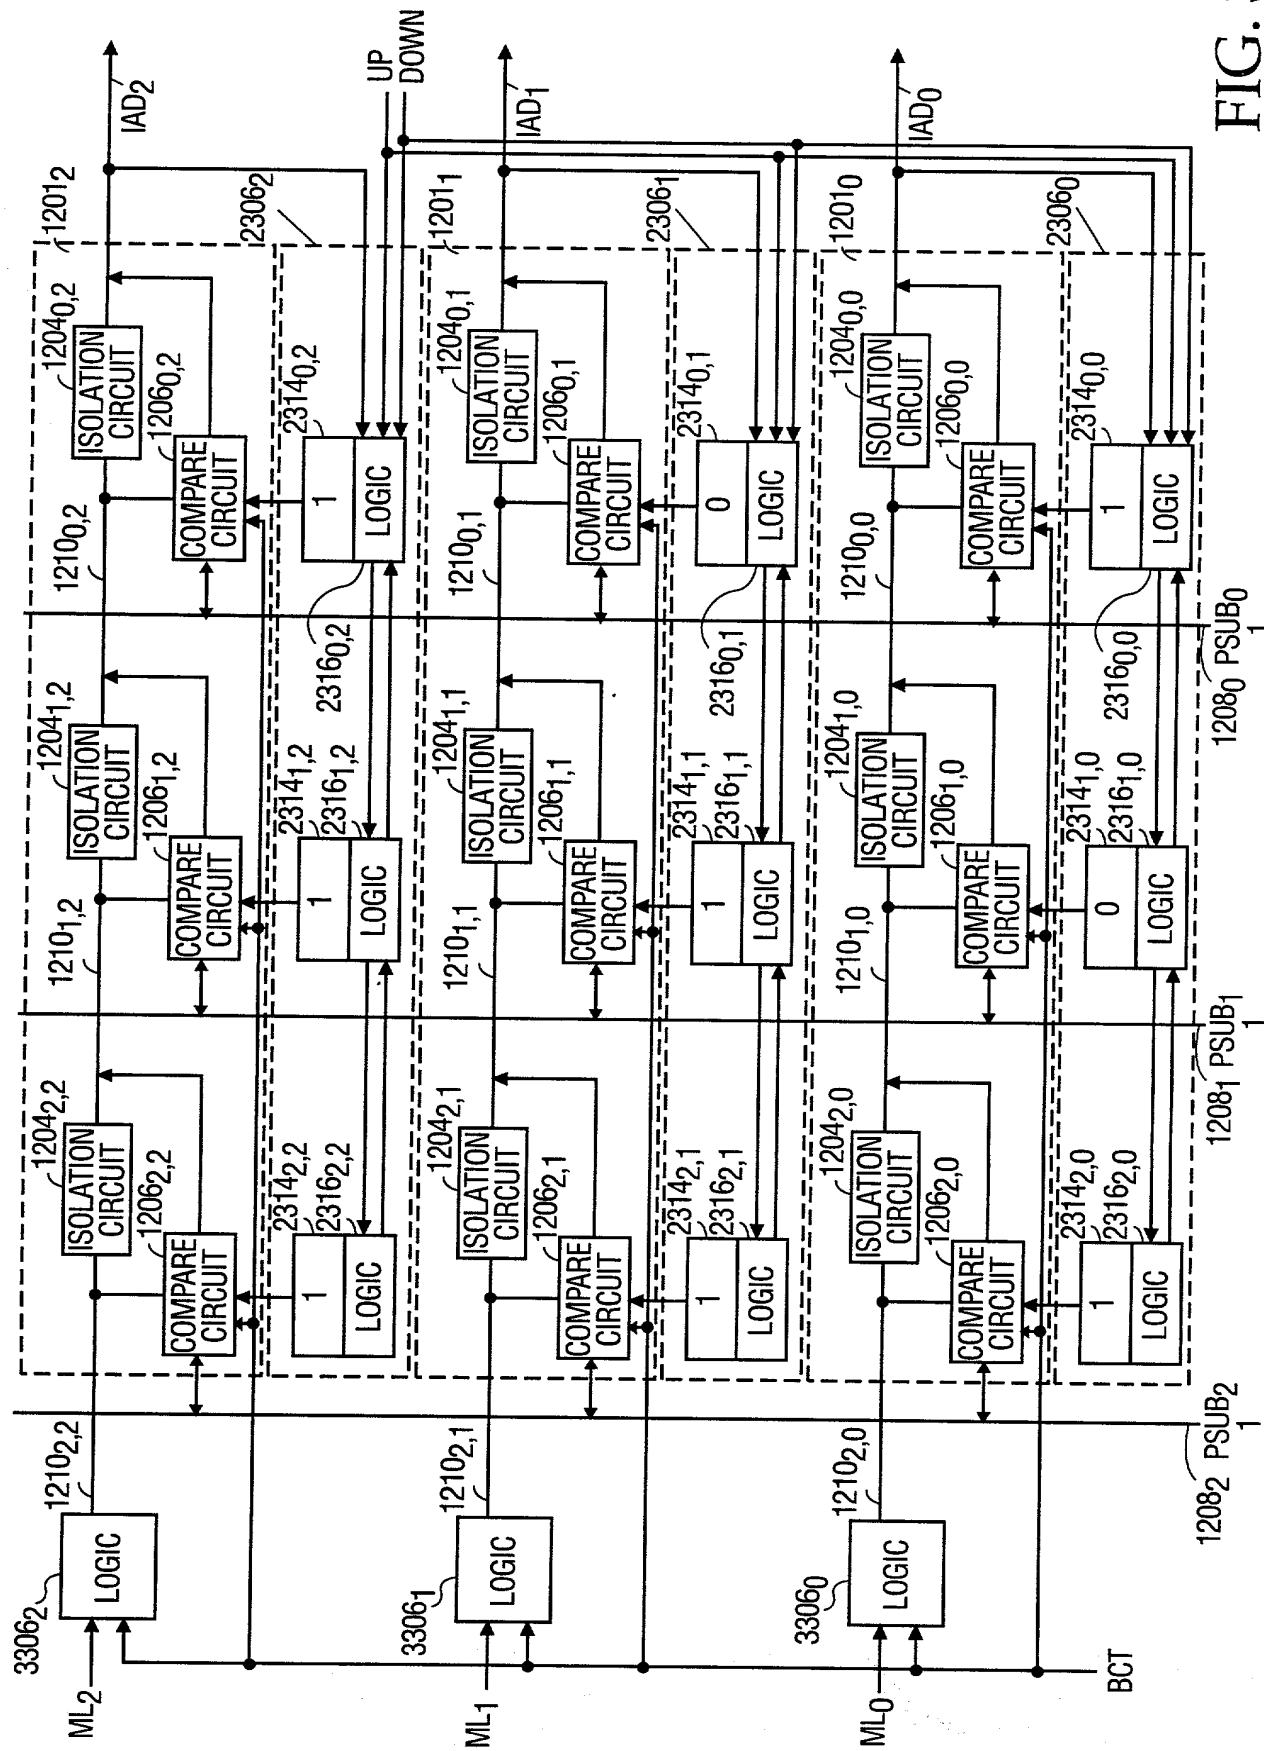 FIG.
ML2
33062
LOGIC
12102,2
12042,2
ISOLATION CIRCUIT
12062,2
COMPARE CIRCUIT
12101,2
12041,2
ISOLATION CIRCUIT
12061,2
COMPARE CIRCUIT
12100,2
12040,2
ISOLATION CIRCUIT
12060,2
COMPARE CIRCUIT
12012
IAD2
23142,2
23162,2
1
LOGIC
23141,2
23161,2
1
LOGIC
23160,2
23140,2
1
LOGIC
23062
UP
DOWN
ML1
33061
LOGIC
12102,1
12042,1
ISOLATION CIRCUIT
12062,1
COMPARE CIRCUIT
12101,1
12041,1
ISOLATION CIRCUIT
12061,1
COMPARE CIRCUIT
12100,1
12040,1
ISOLATION CIRCUIT
12060,1
COMPARE CIRCUIT
12011
IAD1
23142,1
23162,1
1
LOGIC
23141,1
23161,1
1
LOGIC
23160,1
23140,1
0
LOGIC
23061
ML0
33060
LOGIC
12102,0
12042,0
ISOLATION CIRCUIT
12062,0
COMPARE CIRCUIT
12101,0
12041,0
ISOLATION CIRCUIT
12061,0
COMPARE CIRCUIT
12100,0
12040,0
ISOLATION CIRCUIT
12060,0
COMPARE CIRCUIT
12010
IAD0
23142,0
23162,0
1
LOGIC
23141,0
23161,0
0
LOGIC
23160,0
23140,0
1
LOGIC
23060
BCT
12082
PSUB2
1
12081
PSUB1
1
12080
PSUB0
1